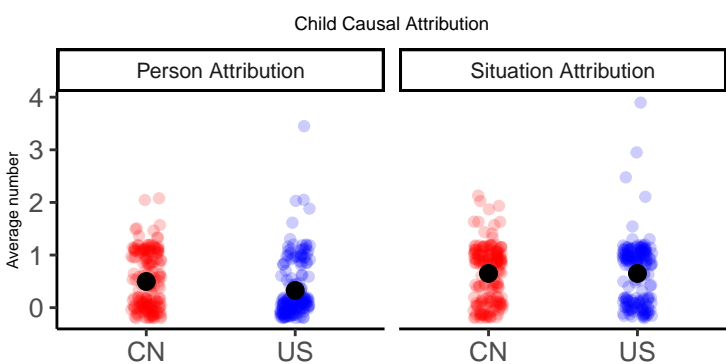 Child Causal Attribution
Person Attribution
Situation Attribution
Average number
4
3
2
1
0
CN
US
CN
US